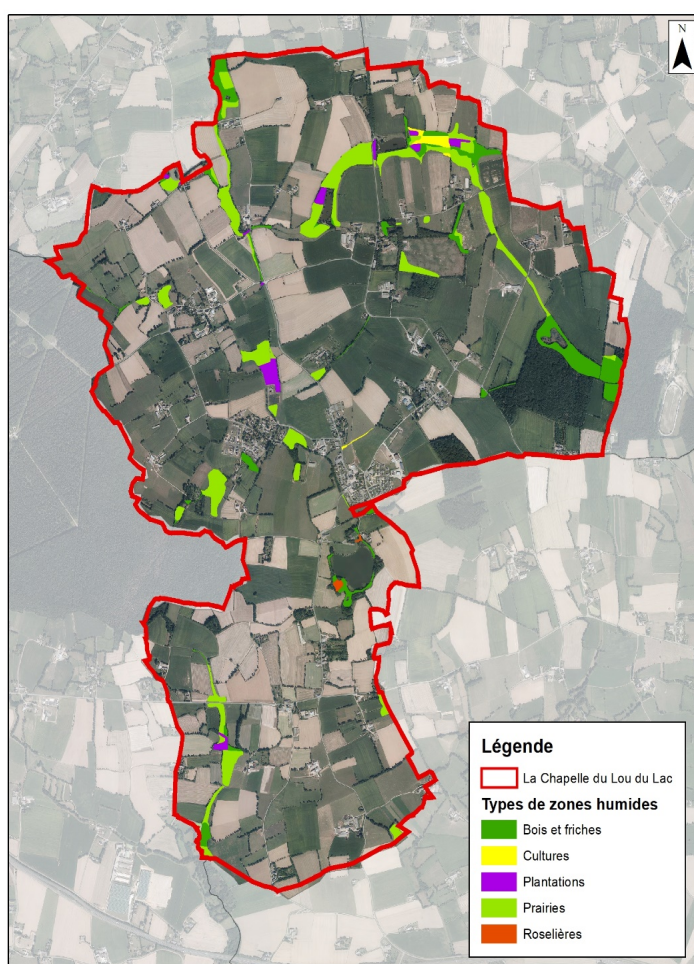 N
Légende
La Chapelle du Lou du Lac
Types de zones humides
Bois et friches
Cultures
Plantations
Prairies
Roselières